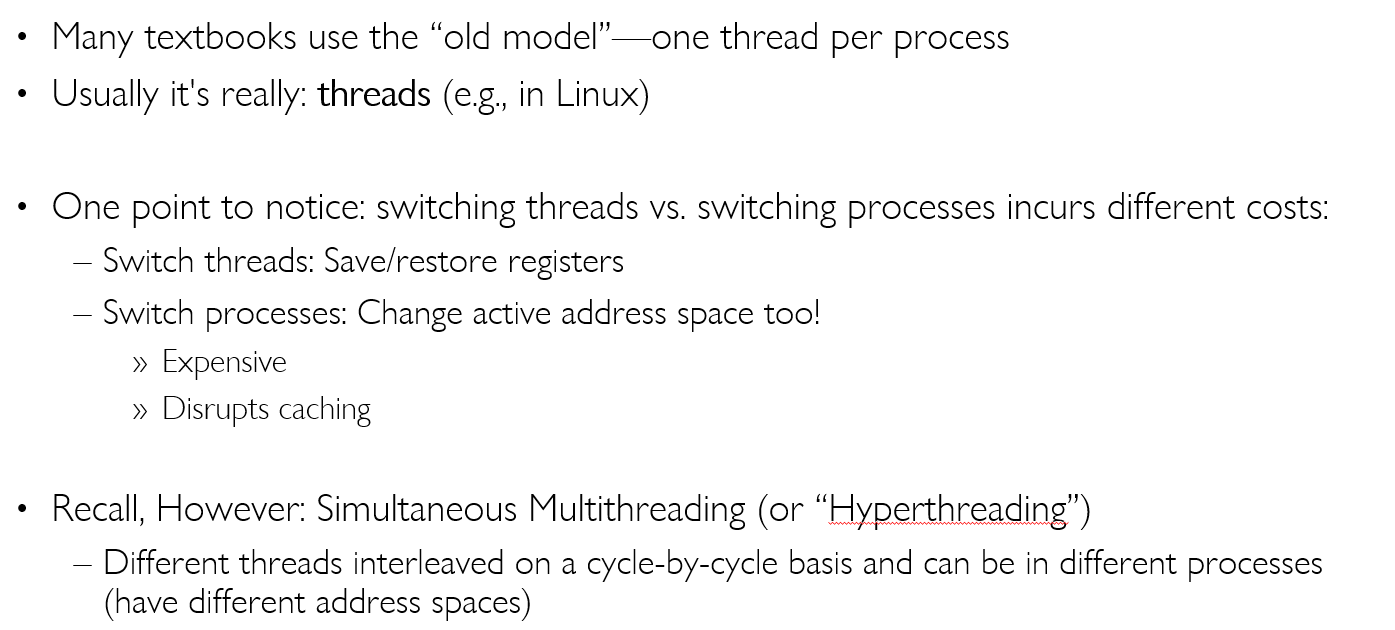 • Many textbooks use the “old model”—one thread per process
• Usually it's really: threads (e.g., in Linux)
• One point to notice: switching threads vs. switching processes incurs different costs:
– Switch threads: Save/restore registers
– Switch processes: Change active address space too!
» Expensive
» Disrupts caching
• Recall, However: Simultaneous Multithreading (or “Hyperthreading”)
– Different threads interleaved on a cycle-by-cycle basis and can be in different processes
(have different address spaces)